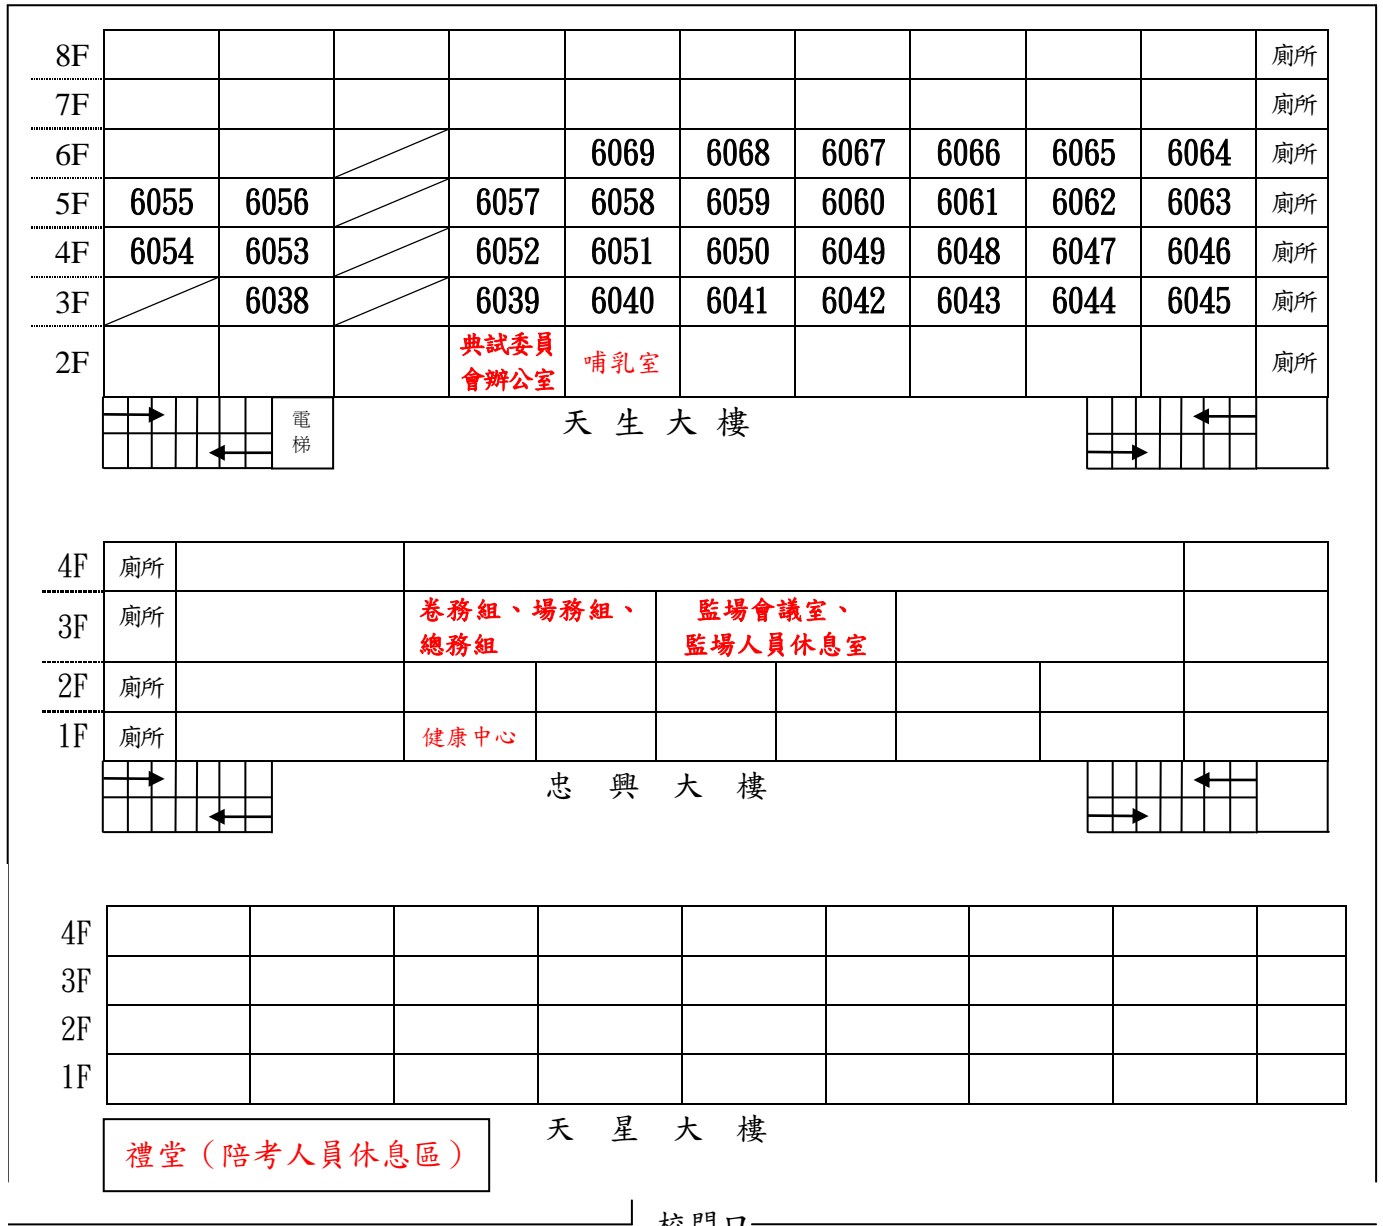 8F 廁所
7F 廁所
6F 6069 6068 6067 6066 6065 6064 廁所
5F 6055 6056 6057 6058 6059 6060 6061 6062 6063 廁所
4F 6054 6053 6052 6051 6050 6049 6048 6047 6046 廁所
3F 6038 6039 6040 6041 6042 6043 6044 6045 廁所
2F 典試委員
會辦公室 哺乳室 廁所
電
梯
天生大樓
4F 廁所
3F 廁所 卷務組、場務組、
總務組
監場會議室、
監場人員休息室
2F 廁所
1F 廁所 健康中心
忠興大樓
4F
3F
2F
1F
天星大樓
禮堂（陪考人員休息區）
校門口